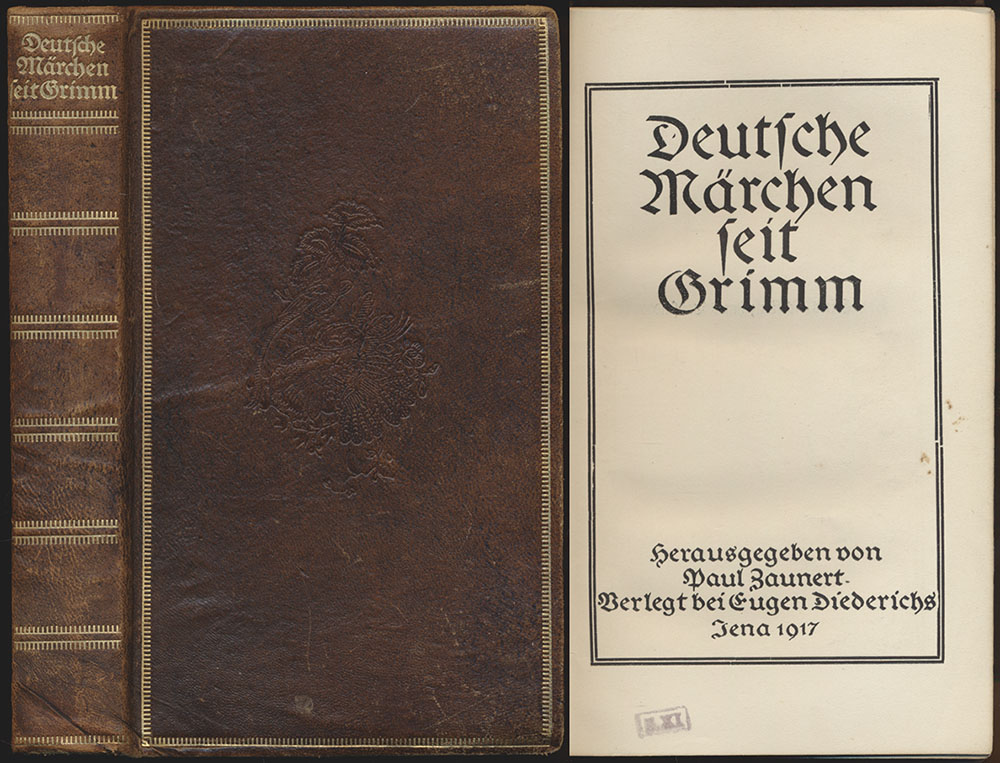 Deutſche
Märchen
ſeit Grimm
Deutſche
Märchen
ſeit
Grimm
Herausgegeben von
Paul Zaunert.
Verlegt bei Eugen Diederichs
Jena 1917